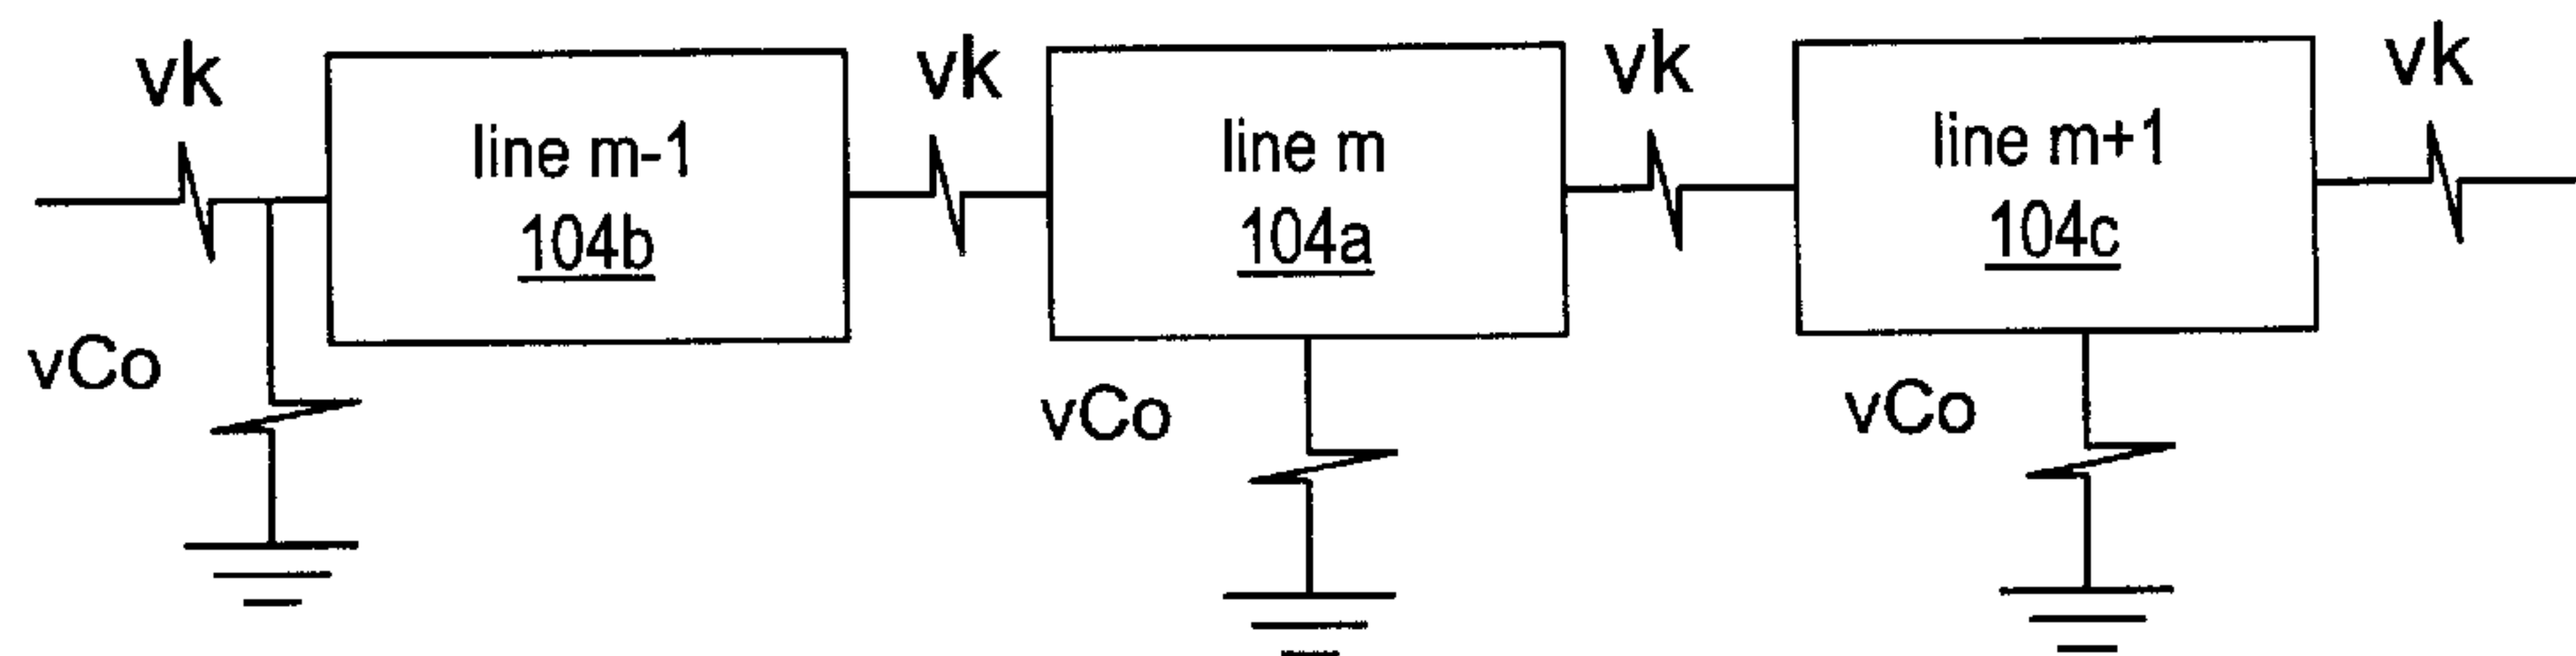 vk
vk
vk
vk
line m-1
104b
line m
104a
line m+1
104c
vCo
vCo
vCo